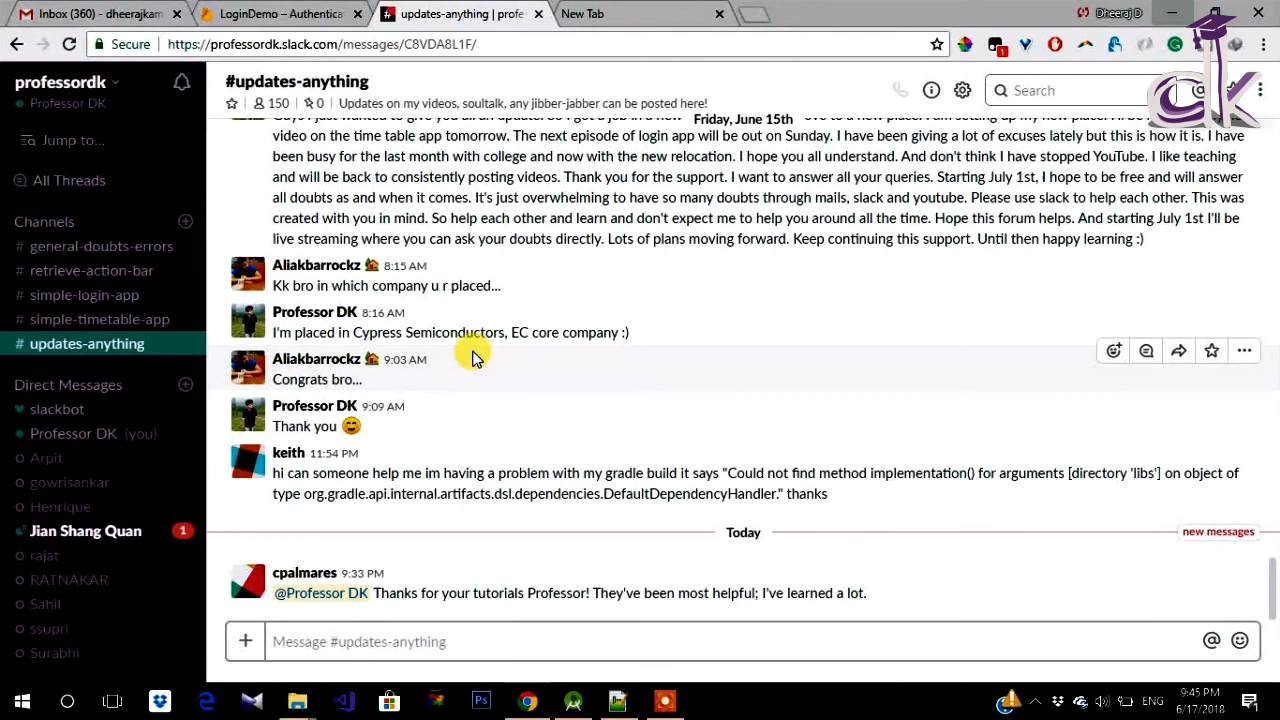 Inbox (360) - dheerajkam
LoginDemo – Authentica
updates-anything | profe
New Tab
Dheeraj D
Secure
https://professordk.slack.com/messages/C8VDA8L1F/
professordk
Professor DK
Jump to...
All Threads
Channels
# general-doubts-errors
# retrieve-action-bar
# simple-login-app
# simple-timetable-app
# updates-anything
Direct Messages
slackbot
Professor DK (you)
Arpit
gowrisankar
Henrique
Jian Shang Quan 1
rajat
RATNAKAR
Sahil
ssupri
Surabhi
#updates-anything
150
0
Updates on my videos, soultalk, any jibber-jabber can be posted here!
Search
Friday, June 15th
video on the time table app tomorrow. The next episode of login app will be out on Sunday. I have been giving a lot of excuses lately but this is how it is. I have
been busy for the last month with college and now with the new relocation. I hope you all understand. And don't think I have stopped YouTube. I like teaching
and will be back to consistently posting videos. Thank you for the support. I want to answer all your queries. Starting July 1st, I hope to be free and will answer
all doubts as and when it comes. It's just overwhelming to have so many doubts through mails, slack and youtube. Please use slack to help each other. This was
created with you in mind. So help each other and learn and don't expect me to help you around all the time. Hope this forum helps. And starting July 1st I'll be
live streaming where you can ask your doubts directly. Lots of plans moving forward. Keep continuing this support. Until then happy learning :)
Aliakbarrockz 8:15 AM
Kk bro in which company u r placed...
Professor DK 8:16 AM
I'm placed in Cypress Semiconductors, EC core company :)
Aliakbarrockz 9:03 AM
Congrats bro...
Professor DK 9:09 AM
Thank you
keith 11:54 PM
hi can someone help me im having a problem with my gradle build it says "Could not find method implementation() for arguments [directory 'libs'] on object of
type org.gradle.api.internal.artifacts.dsl.dependencies.DefaultDependencyHandler." thanks
Today
new messages
cpalmares 9:33 PM
@Professor DK Thanks for your tutorials Professor! They've been most helpful; I've learned a lot.
Message #updates-anything
ENG
9:45 PM
6/17/2018